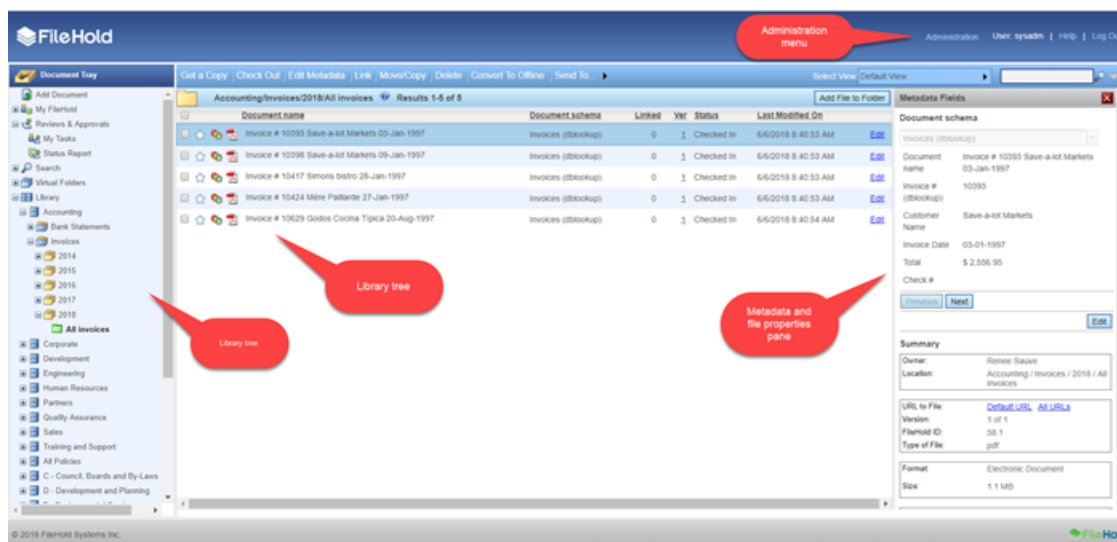 FileHold
Administration
menu
Administration User: sysadm | Help | Log Ou
Document Tray
Get a Copy Check Out Edit Metadata Link Move/Copy Delete Convert To Offline Send To...
Select View Default View
Add Document
My FileHold
Reviews & Approvals
My Tasks
Status Report
Search
Virtual Folders
Library
Accounting
Bank Statements
Invoices
2014
2015
2016
2017
2018
All invoices
Corporate
Development
Engineering
Human Resources
Partners
Quality Assurance
Sales
Training and Support
All Policies
C - Council, Boards and By-Laws
D - Development and Planning
Accounting/Invoices/2018/All invoices Results 1-5 of 5
Add File to Folder
Document name Document schema Linked Ver Status Last Modified On
Invoice # 10393 Save-a-lot Markets 03-Jan-1997 Invoices (dblookup) 0 1 Checked In 6/6/2018 8:40:53 AM Edit
Invoice # 10398 Save-a-lot Markets 09-Jan-1997 Invoices (dblookup) 0 1 Checked In 6/6/2018 8:40:53 AM Edit
Invoice # 10417 Simons bistro 28-Jan-1997 Invoices (dblookup) 0 1 Checked In 6/6/2018 8:40:53 AM Edit
Invoice # 10424 Mère Paillarde 27-Jan-1997 Invoices (dblookup) 0 1 Checked In 6/6/2018 8:40:53 AM Edit
Invoice # 10629 Godos Cocina Típica 20-Aug-1997 Invoices (dblookup) 0 1 Checked In 6/6/2018 8:40:54 AM Edit
Library tree
Library tree
Metadata and
file properties
pane
Metadata Fields
Document schema
Invoices (dblookup)
Document name Invoice # 10393 Save-a-lot Markets
03-Jan-1997
Invoice #
(dblookup) 10393
Customer
Name Save-a-lot Markets
Invoice Date 03-01-1997
Total $ 2,556.95
Check #
Previous Next
Edit
Summary
Owner: Renee Sauve
Location: Accounting / Invoices / 2018 / All
invoices
URL to File: Default URL All URLs
Version: 1 of 1
FileHold ID: 58.1
Type of File: pdf
Format: Electronic Document
Size: 1.1 MB
© 2018 FileHold Systems Inc.
FileHo